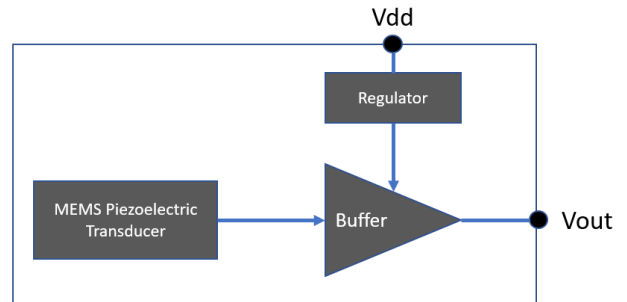 Vdd
Regulator
MEMS Piezoelectric
Transducer
Buffer
Vout